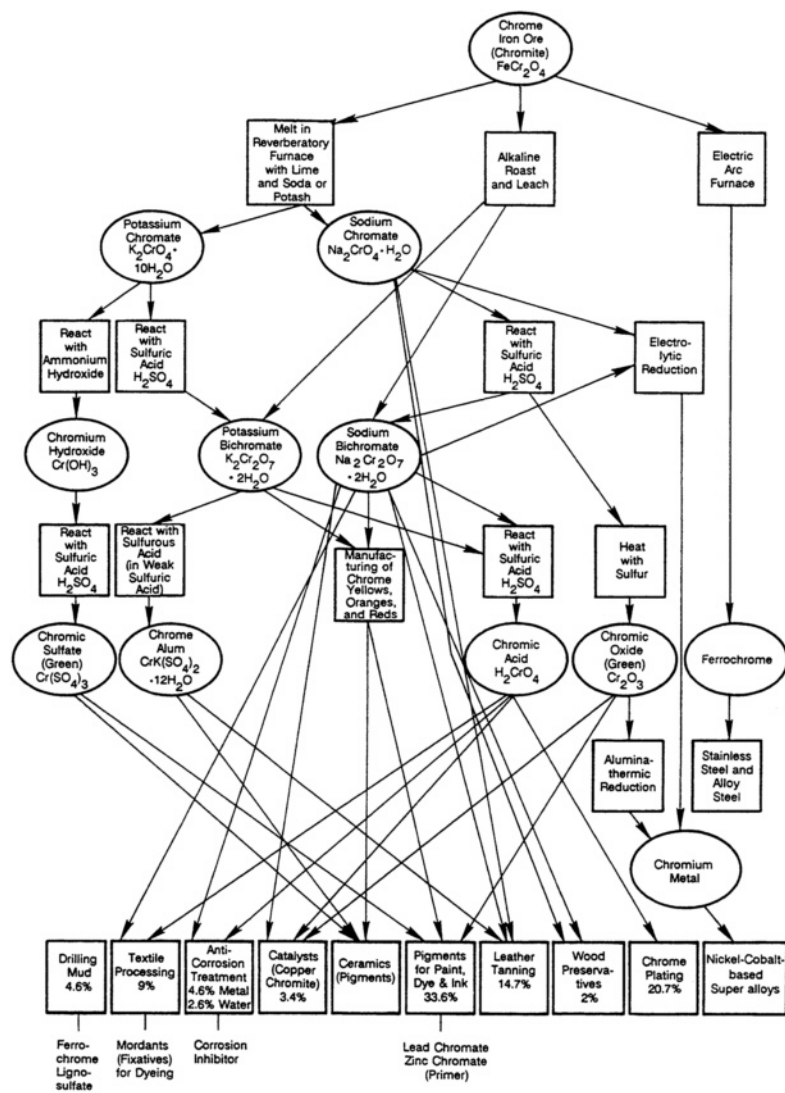 Chrome
Iron Ore
(Chromite)
FeCr2O4
Melt in
Reverberatory
Furnace
with Lime
and Soda or
Potash
Alkaline
Roast
and Leach
Electric
Arc
Furnace
Potassium
Chromate
K2CrO4•
10H2O
Sodium
Chromate
Na2CrO4·H2O
React
with
Ammonium
Hydroxide
React
with
Sulfuric
Acid
H2SO4
React
with
Sulfuric
Acid
H2SO4
Electro-
lytic
Reduction
Chromium
Hydroxide
Cr(OH)3
Potassium
Bichromate
K2Cr2O7
• 2H2O
Sodium
Bichromate
Na2Cr2O7
•2H2O
React
with
Sulfuric
Acid
H2SO4
React with
Sulfurous
Acid
(in Weak
Sulfuric
Acid)
Manufac-
turing of
Chrome
Yellows,
Oranges,
and Reds
React
with
Sulfuric
Acid
H2SO4
Heat
with
Sulfur
Chromic
Sulfate
(Green)
Cr(SO4)3
Chrome
Alum
CrK(SO4)2
•12H2O
Chromic
Acid
H2CrO4
Chromic
Oxide
(Green)
Cr2O3
Ferrochrome
Alumina-
thermic
Reduction
Stainless
Steel and
Alloy
Steel
Chromium
Metal
Drilling
Mud
4.6%
Textile
Processing
9%
Anti-
Corrosion
Treatment
4.6% Metal
2.6% Water
Catalysts
(Copper
Chromite)
3.4%
Ceramics
(Pigments)
Pigments
for Paint,
Dye & Ink
33.6%
Leather
Tanning
14.7%
Wood
Preserva-
tives
2%
Chrome
Plating
20.7%
Nickel-Cobalt-
based
Super alloys
Ferro-
chrome
Ligno-
sulfate
Mordants
(Fixatives)
for Dyeing
Corrosion
Inhibitor
Lead Chromate
Zinc Chromate
(Primer)